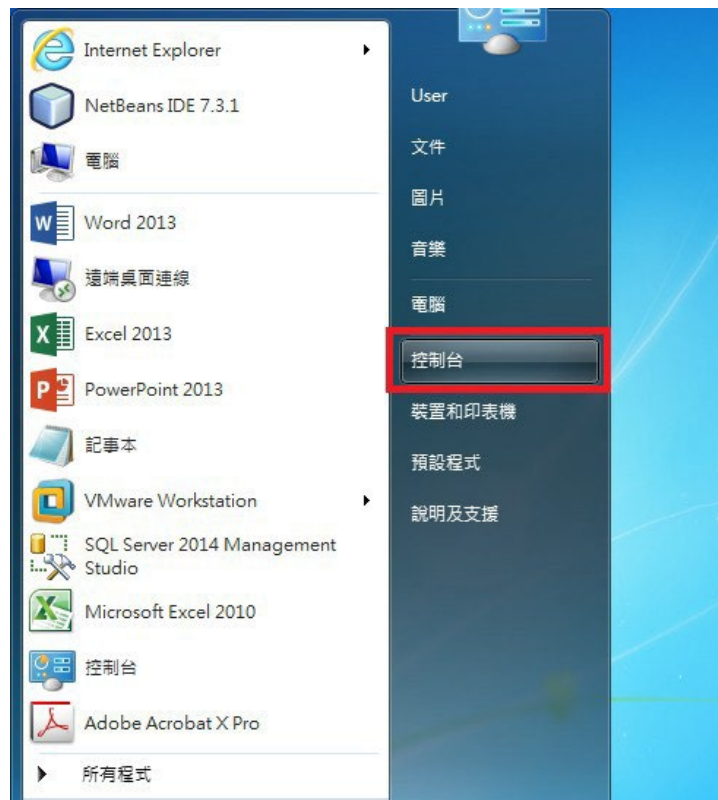 Internet Explorer
NetBeans IDE 7.3.1
電腦
Word 2013
遠端桌面連線
Excel 2013
PowerPoint 2013
記事本
VMware Workstation
SQL Server 2014 Management
Studio
Microsoft Excel 2010
控制台
Adobe Acrobat X Pro
所有程式
User
文件
圖片
音樂
電腦
控制台
裝置和印表機
預設程式
說明及支援